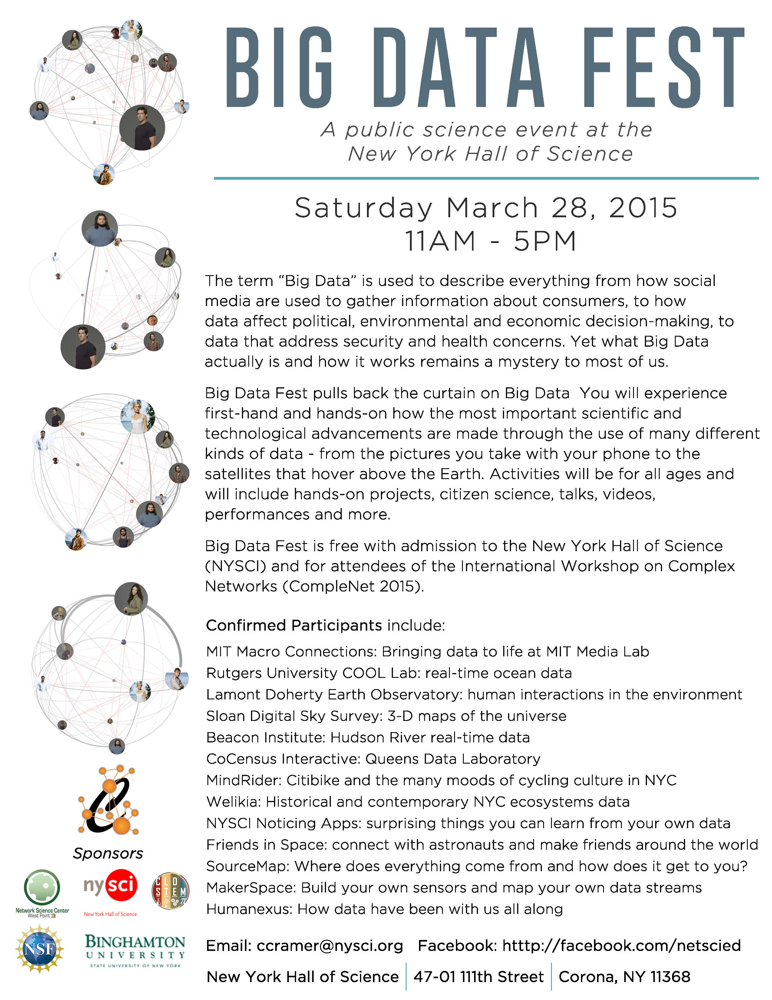 BIG DATA FEST
A public science event at the
New York Hall of Science
Saturday March 28, 2015
11AM - 5PM
The term “Big Data” is used to describe everything from how social
media are used to gather information about consumers, to how
data affect political, environmental and economic decision-making, to
data that address security and health concerns. Yet what Big Data
actually is and how it works remains a mystery to most of us.
Big Data Fest pulls back the curtain on Big Data  You will experience
first-hand and hands-on how the most important scientific and
technological advancements are made through the use of many different
kinds of data - from the pictures you take with your phone to the
satellites that hover above the Earth. Activities will be for all ages and
will include hands-on projects, citizen science, talks, videos,
performances and more.
Big Data Fest is free with admission to the New York Hall of Science
(NYSCI) and for attendees of the International Workshop on Complex
Networks (CompleNet 2015).
Confirmed Participants include:
MIT Macro Connections: Bringing data to life at MIT Media Lab
Rutgers University COOL Lab: real-time ocean data
Lamont Doherty Earth Observatory: human interactions in the environment
Sloan Digital Sky Survey: 3-D maps of the universe
Beacon Institute: Hudson River real-time data
CoCensus Interactive: Queens Data Laboratory
MindRider: Citibike and the many moods of cycling culture in NYC
Welikia: Historical and contemporary NYC ecosystems data
NYSCI Noticing Apps: surprising things you can learn from your own data
Friends in Space: connect with astronauts and make friends around the world
SourceMap: Where does everything come from and how does it get to you?
MakerSpace: Build your own sensors and map your own data streams
Humanexus: How data have been with us all along
Sponsors
Network Science Center
West Point
nysci
New York Hall of Science
CLD
STEM
π
NSF
BINGHAMTON
UNIVERSITY
STATE UNIVERSITY OF NEW YORK
Email: ccramer@nysci.org   Facebook: htttp://facebook.com/netscied
New York Hall of Science | 47-01 111th Street | Corona, NY 11368